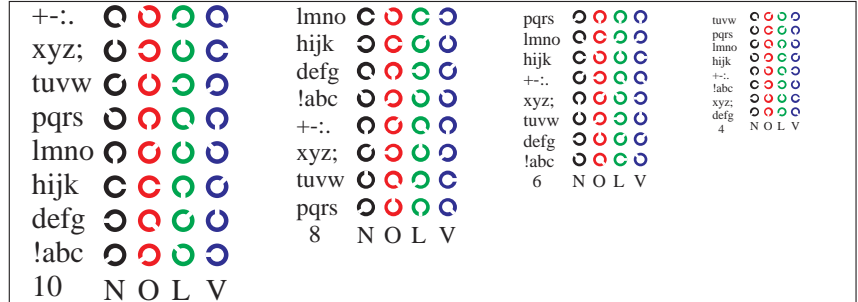 +-:.
xyz;
tuvw
pqrs
lmno
hijk
defg
!abc
10 N O L V
lmno
hijk
defg
!abc
+-:.
xyz;
tuvw
pqrs
8 N O L V
pqrs
lmno
hijk
+-:.
xyz;
tuvw
defg
!abc
6 N O L V
tuvw
pqrs
lmno
hijk
+-:.
!abc
xyz;
defg
4 N O L V